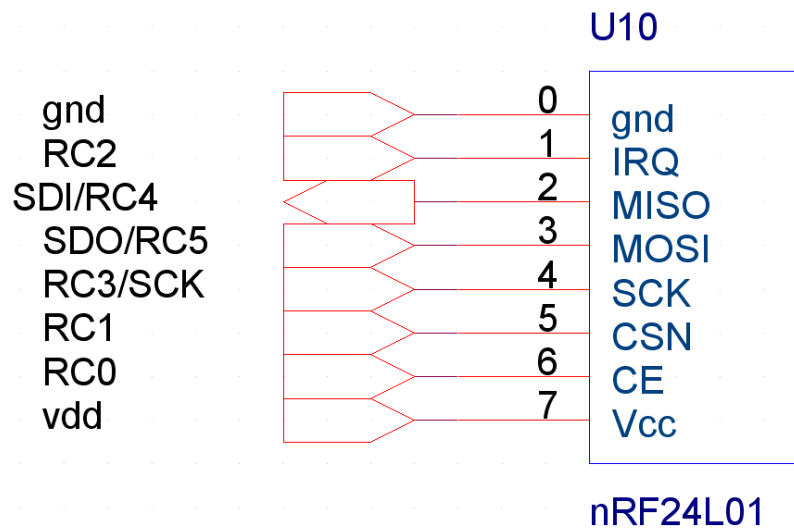 U10
gnd 0 gnd
RC2 1 IRQ
SDI/RC4 2 MISO
SDO/RC5 3 MOSI
RC3/SCK 4 SCK
RC1 5 CSN
RC0 6 CE
vdd 7 Vcc
nRF24L01